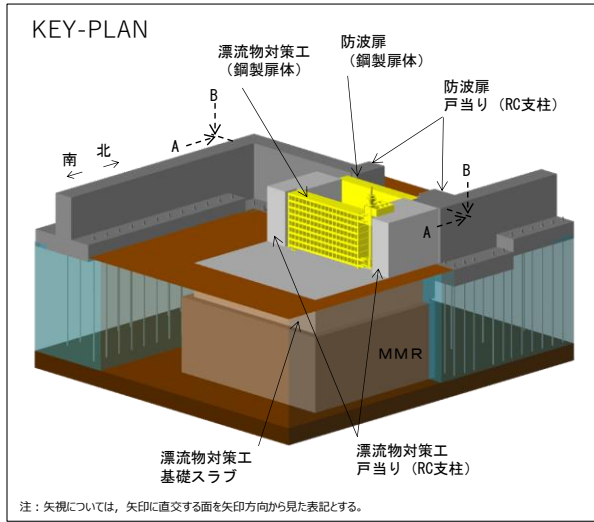 KEY-PLAN
漂流物対策工
（鋼製扉体）
防波扉
（鋼製扉体）
防波扉
戸当り（RC支柱）
B
A
南
北
B
A
MMR
漂流物対策工
基礎スラブ
漂流物対策工
戸当り（RC支柱）
注：矢視については，矢印に直交する面を矢印方向から見た表記とする。